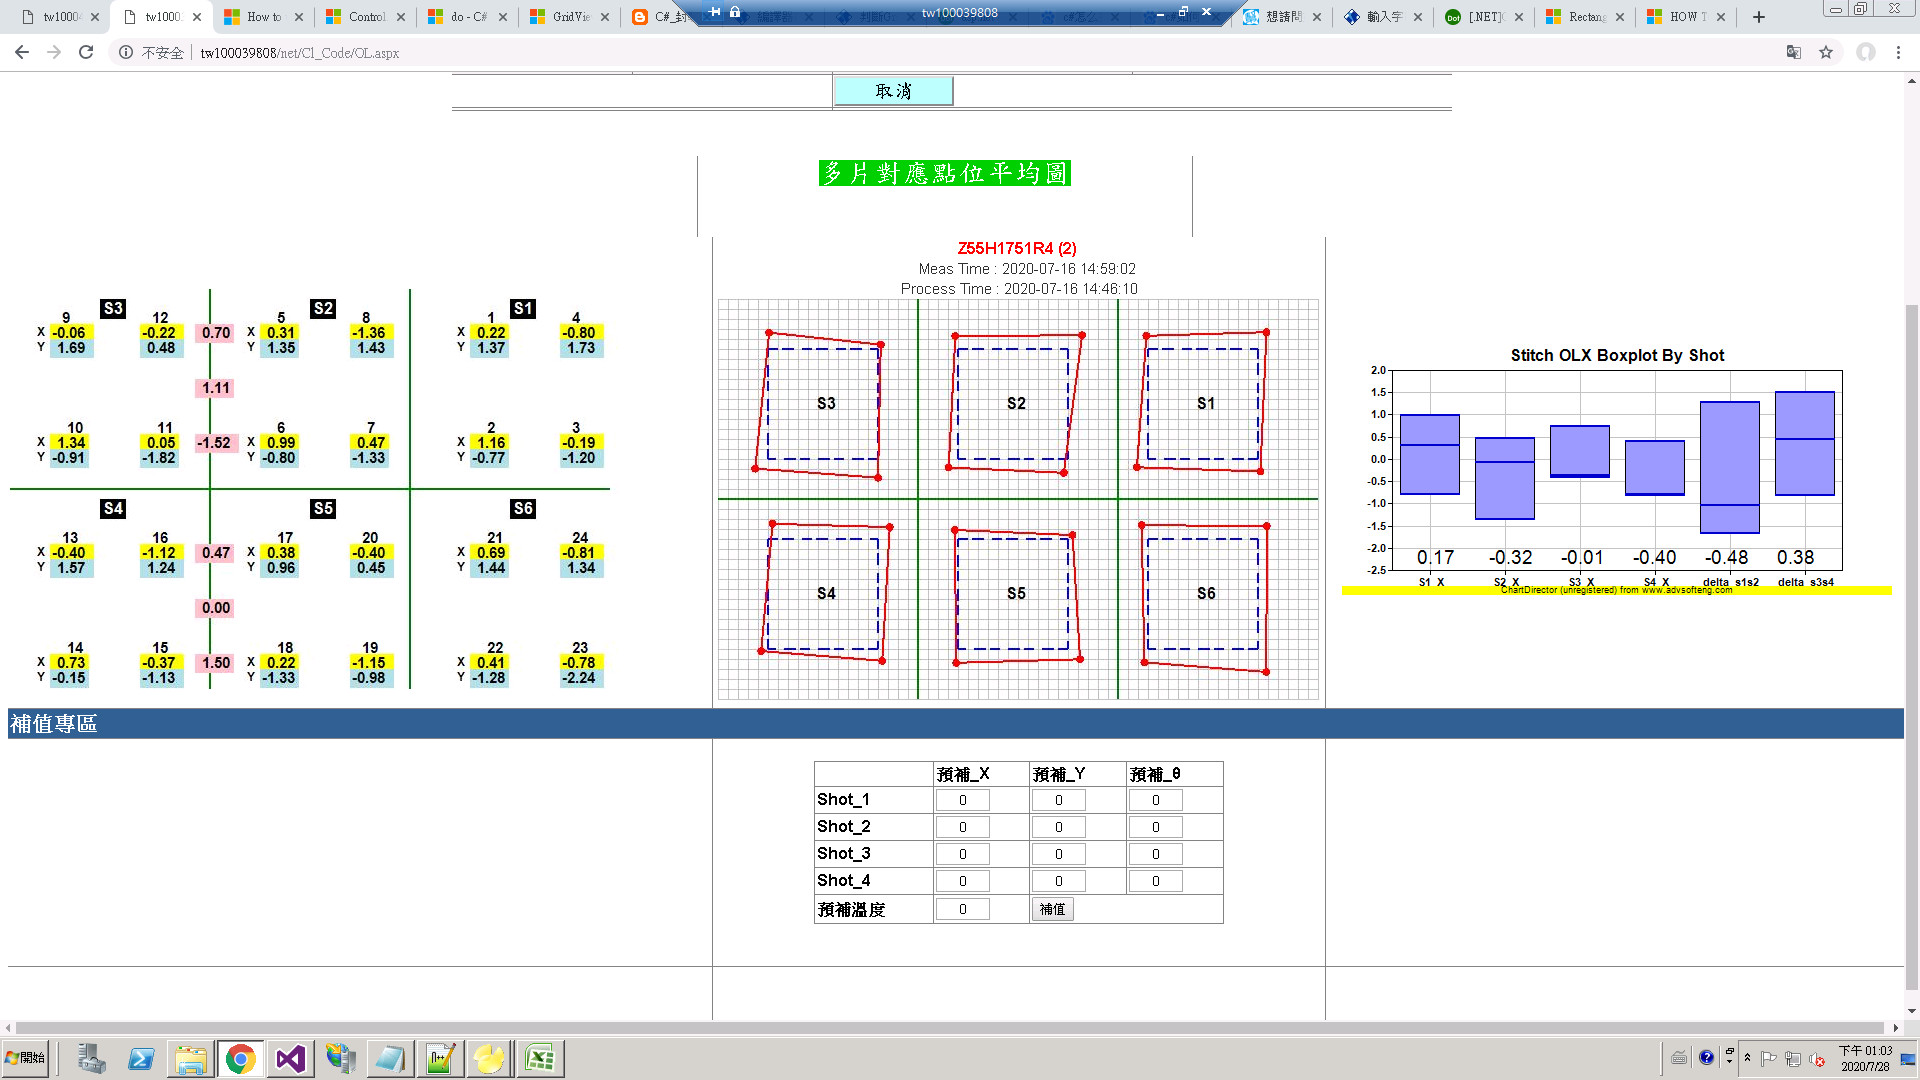 tw1000
tw1000
How to
Control
do - C#
GridVie
C#_封
tw100039808
想請問
輸入字
[.NET]C
Rectang
HOW T
不安全
tw100039808/net/Cl_Code/OL.aspx
取消
多片對應點位平均圖
Z55H1751R4 (2)
Meas Time : 2020-07-16 14:59:02
Process Time : 2020-07-16 14:46:10
S3 S2 S1
9 12 5 8 1 4
X -0.06 -0.22 0.70 X 0.31 -1.36 X 0.22 -0.80
Y 1.69 0.48 Y 1.35 1.43 Y 1.37 1.73
1.11
10 11 6 7 2 3
X 1.34 0.05 -1.52 X 0.99 0.47 X 1.16 -0.19
Y -0.91 -1.82 Y -0.80 -1.33 Y -0.77 -1.20
S4 S5 S6
13 16 17 20 21 24
X -0.40 -1.12 0.47 X 0.38 -0.40 X 0.69 -0.81
Y 1.57 1.24 Y 0.96 0.45 Y 1.44 1.34
0.00
14 15 18 19 22 23
X 0.73 -0.37 1.50 X 0.22 -1.15 X 0.41 -0.78
Y -0.15 -1.13 Y -1.33 -0.98 Y -1.28 -2.24
S3 S2 S1
S4 S5 S6
Stitch OLX Boxplot By Shot
2.0
1.5
1.0
0.5
0.0
-0.5
-1.0
-1.5
-2.0
-2.5
0.17 -0.32 -0.01 -0.40 -0.48 0.38
S1_X S2_X S3_X S4_X delta_s1s2 delta_s3s4
ChartDirector (unregistered) from www.advsofteng.com
補值專區
預補_X 預補_Y 預補_θ
Shot_1 0 0 0
Shot_2 0 0 0
Shot_3 0 0 0
Shot_4 0 0 0
預補溫度 0 補值
開始
下午 01:03
2020/7/28